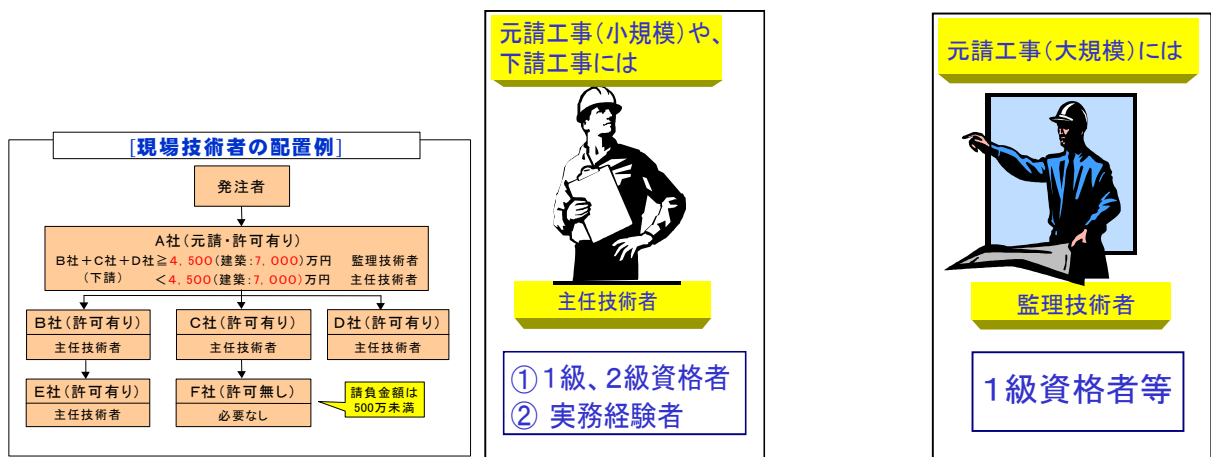 [現場技術者の配置例]
発注者
A社(元請・許可有り)
B社+C社+D社≧4,500(建築:7,000)万円 監理技術者
(下請) <4,500(建築:7,000)万円 主任技術者
B社(許可有り)
主任技術者
C社(許可有り)
主任技術者
D社(許可有り)
主任技術者
E社(許可有り)
主任技術者
F社(許可無し)
必要なし
請負金額は
500万未満
元請工事(小規模)や、
下請工事には
主任技術者
① 1級、2級資格者
② 実務経験者
元請工事(大規模)には
監理技術者
1級資格者等